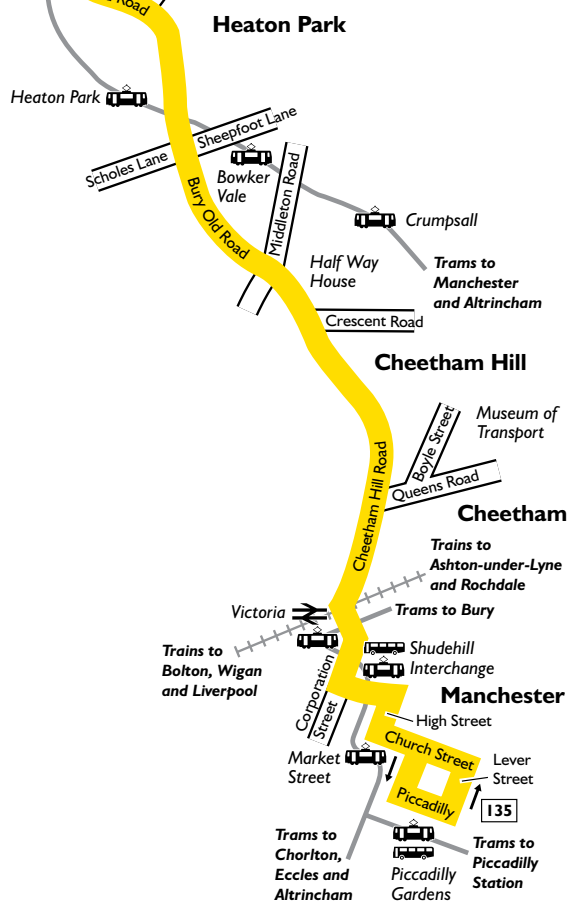 Road
Heaton Park
Heaton Park
Sheepfoot Lane
Scholes Lane
Bowker
Vale
Middleton Road
Bury Old Road
Crumpsall
Half Way
House
Trams to
Manchester
and Altrincham
Crescent Road
Cheetham Hill
Boyle Street
Museum of
Transport
Cheetham Hill Road
Queens Road
Cheetham
Trains to
Ashton-under-Lyne
and Rochdale
Victoria
Trams to Bury
Trains to
Bolton, Wigan
and Liverpool
Shudehill
Interchange
Corporation
Street
Manchester
High Street
Church Street
Market
Street
Lever
Street
Piccadilly
135
Trams to
Chorlton,
Eccles and
Altrincham
Piccadilly
Gardens
Trams to
Piccadilly
Station